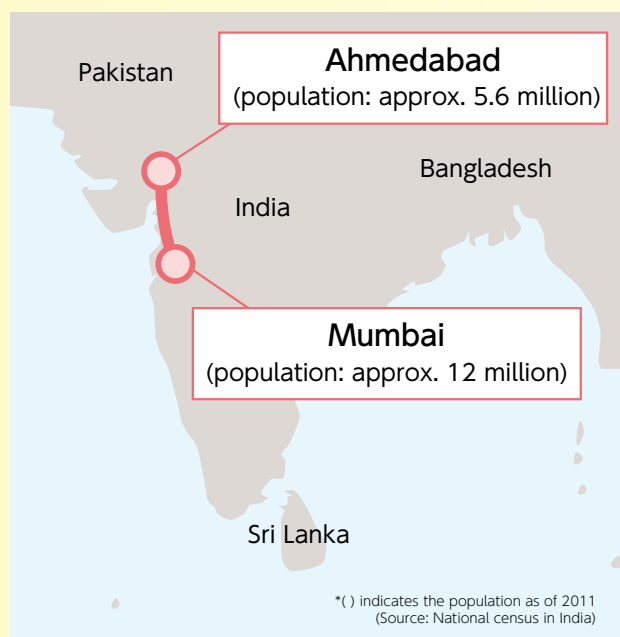 Pakistan
Ahmedabad
(population: approx. 5.6 million)
Bangladesh
India
Mumbai
(population: approx. 12 million)
Sri Lanka
*( ) indicates the population as of 2011
(Source: National census in India)